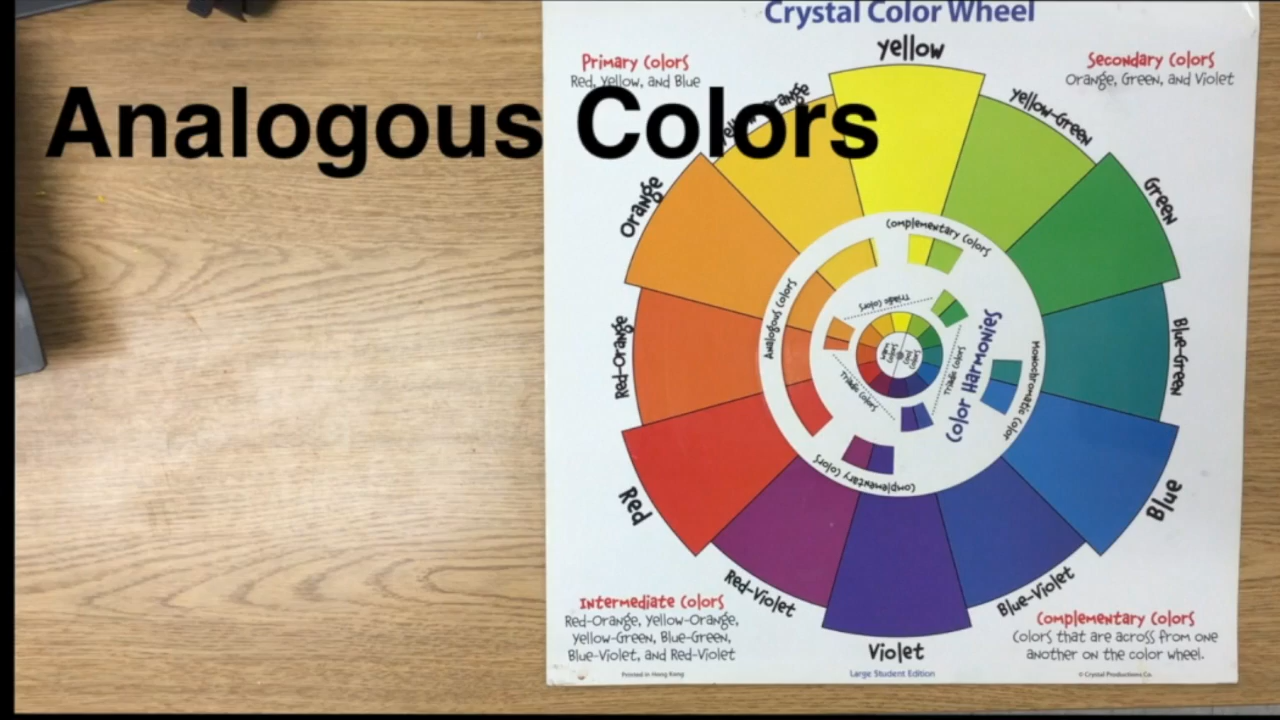 Crystal Color Wheel
Analogous Colors
Primary Colors
Red, Yellow, and Blue
Secondary Colors
Orange, Green, and Violet
Yellow
Yellow-Green
Green
Blue-Green
Blue
Blue-Violet
Violet
Red-Violet
Red
Red-Orange
Orange
Complementary Colors
Analogous Colors
Triadic Colors
Triadic Colors
Triadic Colors
Color Harmonies
Monochromatic Color
Complementary Colors
Intermediate Colors
Red-Orange, Yellow-Orange,
Yellow-Green, Blue-Green,
Blue-Violet, and Red-Violet
Complementary Colors
Colors that are across from one
another on the color wheel.
Printed in Hong Kong
Large Student Edition
© Crystal Productions Co.